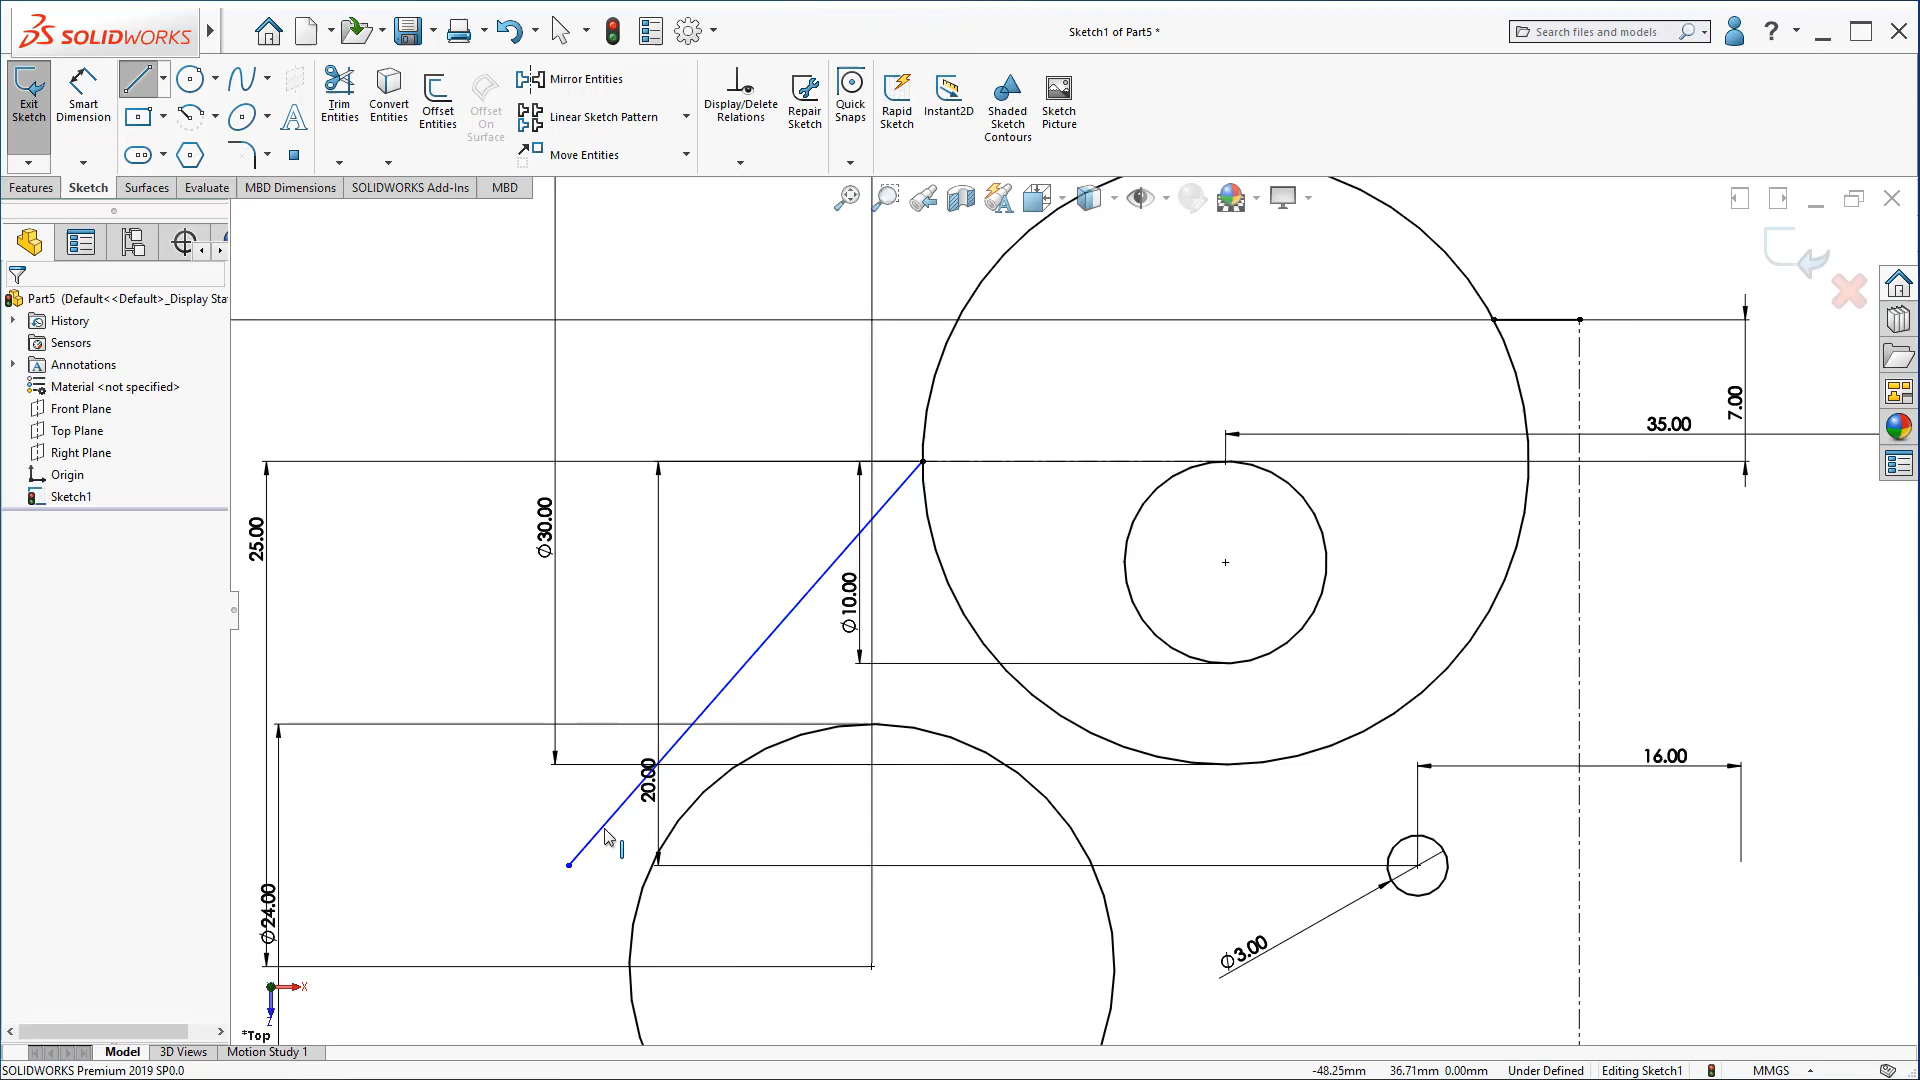 SOLIDWORKS
Sketch1 of Part5 *
Search files and models
?
Exit Sketch
Smart Dimension
Trim Entities
Convert Entities
Offset Entities
Offset On Surface
Mirror Entities
Linear Sketch Pattern
Move Entities
Display/Delete Relations
Repair Sketch
Quick Snaps
Rapid Sketch
Instant2D
Shaded Sketch Contours
Sketch Picture
Features
Sketch
Surfaces
Evaluate
MBD Dimensions
SOLIDWORKS Add-Ins
MBD
Part5 (Default<<Default>_Display Sta
History
Sensors
Annotations
Material <not specified>
Front Plane
Top Plane
Right Plane
Origin
Sketch1
7.00
35.00
25.00
∅30.00
∅10.00
20.00
16.00
∅24.00
∅3.00
X
Z
*Top
Model
3D Views
Motion Study 1
SOLIDWORKS Premium 2019 SP0.0
-48.25mm
36.71mm
0.00mm
Under Defined
Editing Sketch1
MMGS